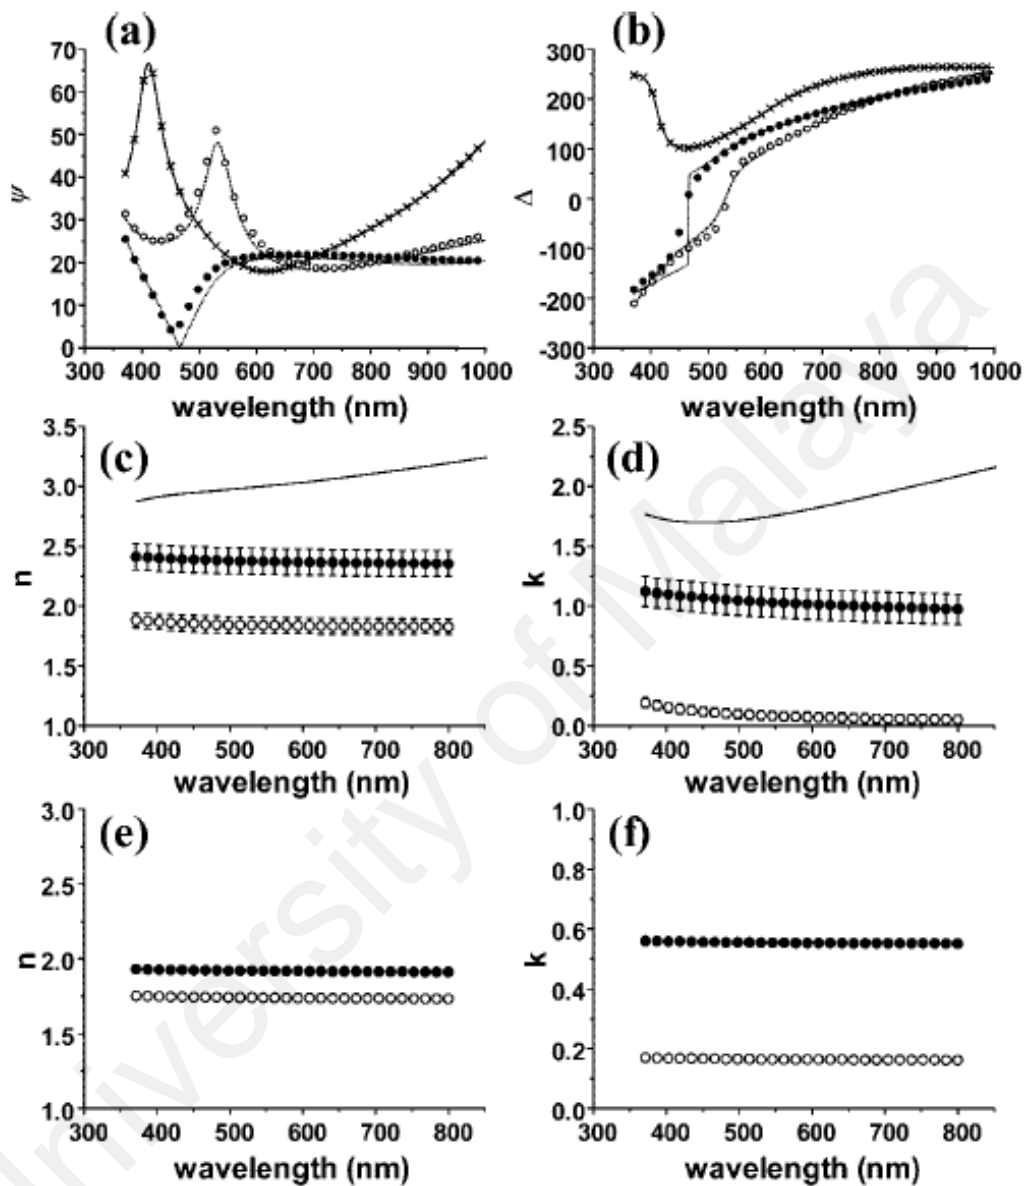 (a)
ψ
70
60
50
40
30
20
10
0
300 400 500 600 700 800 900 1000
wavelength (nm)
(b)
Δ
300
200
100
0
-100
-200
-300
300 400 500 600 700 800 900 1000
wavelength (nm)
(c)
n
3.5
3.0
2.5
2.0
1.5
1.0
300 400 500 600 700 800
wavelength (nm)
(d)
k
2.5
2.0
1.5
1.0
0.5
0.0
300 400 500 600 700 800
wavelength (nm)
(e)
n
3.0
2.5
2.0
1.5
1.0
300 400 500 600 700 800
wavelength (nm)
(f)
k
1.0
0.8
0.6
0.4
0.2
0.0
300 400 500 600 700 800
wavelength (nm)
University of Malaya